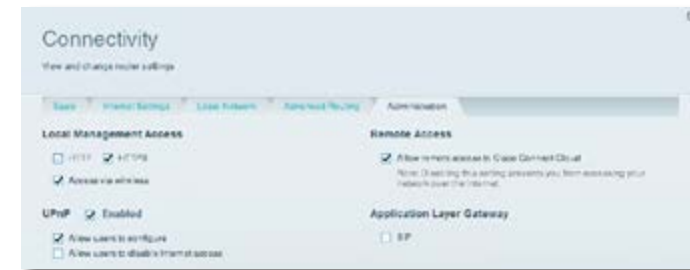 Connectivity
View and change router settings
Basic Internet Settings Local Network Advanced Routing Administration
Local Management Access
HTTP HTTPS
Access via wireless
UPnP Enabled
Allow users to configure
Allow users to disable Internet access
Remote Access
Allow remote access to Cisco Connect Cloud
Note: Disabling this setting prevents you from accessing your
network over the Internet.
Application Layer Gateway
SIP